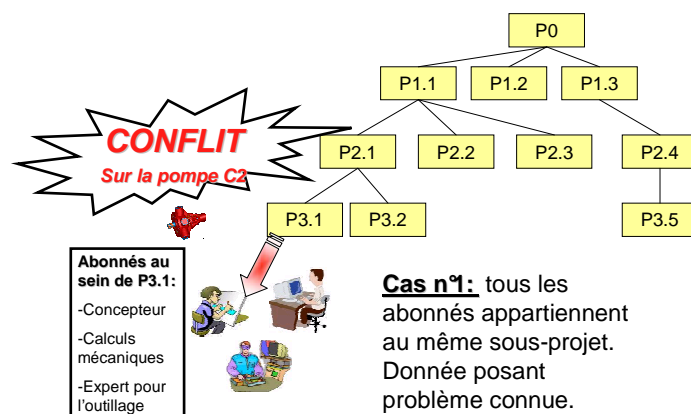 P0
P1.1
P1.2
P1.3
CONFLIT
Sur la pompe C2
P2.1
P2.2
P2.3
P2.4
P3.1
P3.2
P3.5
Abonnés au
sein de P3.1:
-Concepteur
-Calculs
mécaniques
-Expert pour
l'outillage
Cas n°1: tous les
abonnés appartiennent
au même sous-projet.
Donnée posant
problème connue.